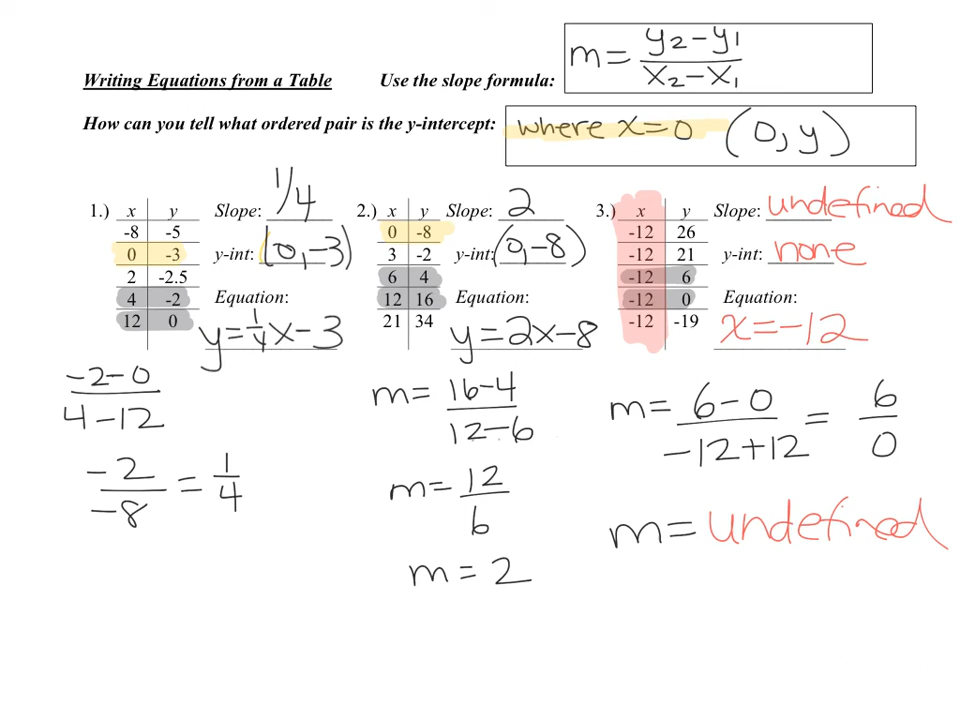 Writing Equations from a Table Use the slope formula: m = y2 - y1 / x2 - x1
How can you tell what ordered pair is the y-intercept: where x=0 (0, y)
1.) x y Slope: 1/4
-8 -5
0 -3 y-int: (0, -3)
2 -2.5
4 -2 Equation:
12 0 y = 1/4 x - 3
-2 - 0 / 4 - 12
-2 / -8 = 1/4
2.) x y Slope: 2
0 -8
3 -2 y-int: (0, -8)
6 4
12 16 Equation:
21 34 y = 2x - 8
m = 16 - 4 / 12 - 6
m = 12 / 6
m = 2
3.) x y Slope: undefined
-12 26
-12 21 y-int: none
-12 6
-12 0 Equation:
-12 -19 x = -12
m = 6 - 0 / -12 + 12 = 6 / 0
m = undefined